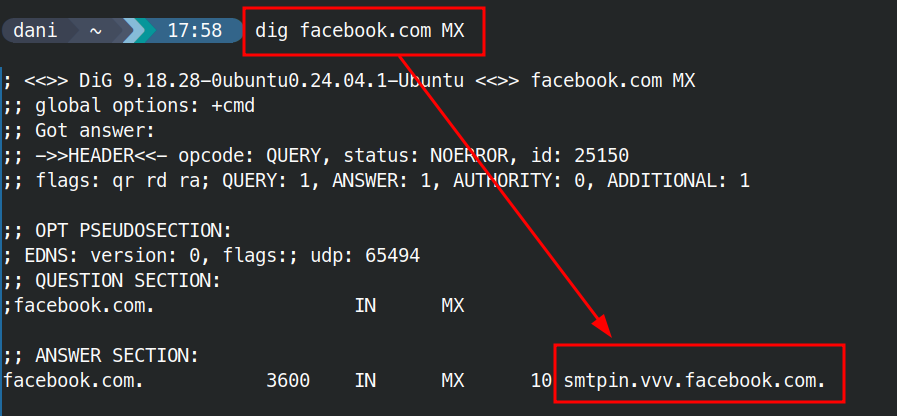 dani ~ 17:58 dig facebook.com MX
; <<>> DiG 9.18.28-0ubuntu0.24.04.1-Ubuntu <<>> facebook.com MX
;; global options: +cmd
;; Got answer:
;; ->>HEADER<<- opcode: QUERY, status: NOERROR, id: 25150
;; flags: qr rd ra; QUERY: 1, ANSWER: 1, AUTHORITY: 0, ADDITIONAL: 1
;; OPT PSEUDOSECTION:
; EDNS: version: 0, flags:; udp: 65494
;; QUESTION SECTION:
;facebook.com. IN MX
;; ANSWER SECTION:
facebook.com. 3600 IN MX 10 smtpin.vvv.facebook.com.